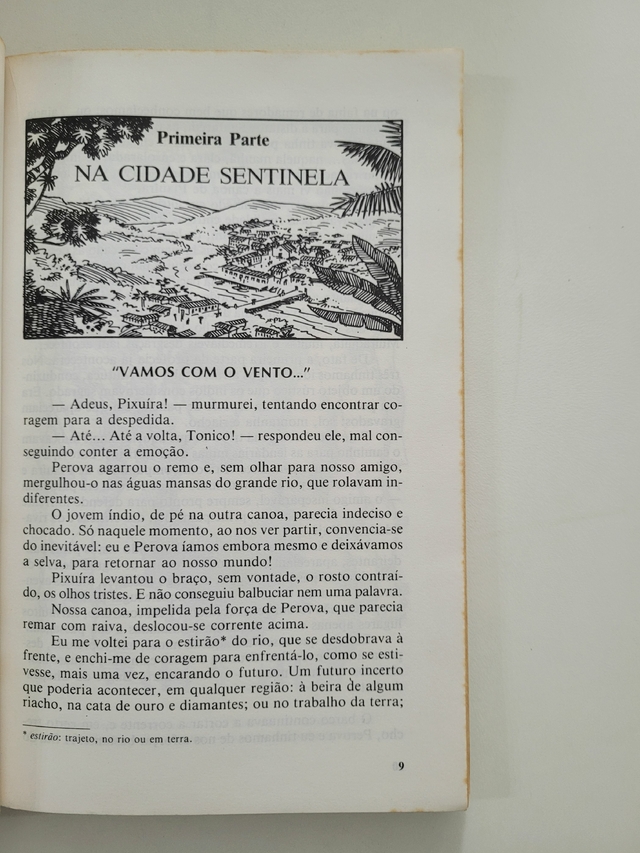 Primeira Parte
NA CIDADE SENTINELA
"VAMOS COM O VENTO..."
— Adeus, Pixuíra! — murmurei, tentando encontrar co-
ragem para a despedida.
— Até... Até a volta, Tonico! — respondeu ele, mal con-
seguindo conter a emoção.
Perova agarrou o remo e, sem olhar para nosso amigo,
mergulhou-o nas águas mansas do grande rio, que rolavam in-
diferentes.
O jovem índio, de pé na outra canoa, parecia indeciso e
chocado. Só naquele momento, ao nos ver partir, convencia-se
do inevitável: eu e Perova íamos embora mesmo e deixávamos
a selva, para retornar ao nosso mundo!
Pixuíra levantou o braço, sem vontade, o rosto contraí-
do, os olhos tristes. E não conseguiu balbuciar nem uma palavra.
Nossa canoa, impelida pela força de Perova, que parecia
remar com raiva, deslocou-se corrente acima.
Eu me voltei para o estirão* do rio, que se desdobrava à
frente, e enchi-me de coragem para enfrentá-lo, como se esti-
vesse, mais uma vez, encarando o futuro. Um futuro incerto
que poderia acontecer, em qualquer região: à beira de algum
riacho, na cata de ouro e diamantes; ou no trabalho da terra;
* estirão: trajeto, no rio ou em terra.
9